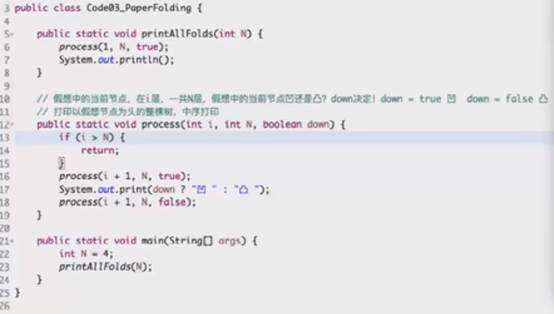 3 public class Code03_PaperFolding {
4
5 public static void printAllFolds(int N) {
6 process(1, N, true);
7 System.out.println();
8 }
9
10 // 假想中的当前节点，在i层，一共N层，假想中的当前节点凹还是凸？down决定！down = true 凹 down = false 凸
11 // 打印以假想节点为头的整棵树，中序打印
12 public static void process(int i, int N, boolean down) {
13 if (i > N) {
14 return;
15 }
16 process(i + 1, N, true);
17 System.out.print(down ? "凹 " : "凸 ");
18 process(i + 1, N, false);
19 }
20
21 public static void main(String[] args) {
22 int N = 4;
23 printAllFolds(N);
24 }
25 }
26